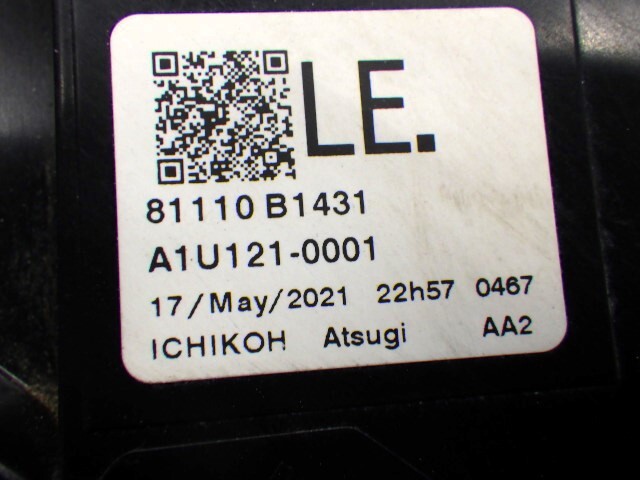 LE.
81110 B1431
A1U121-0001
17/May/2021 22h57 0467
ICHIKOH Atsugi AA2